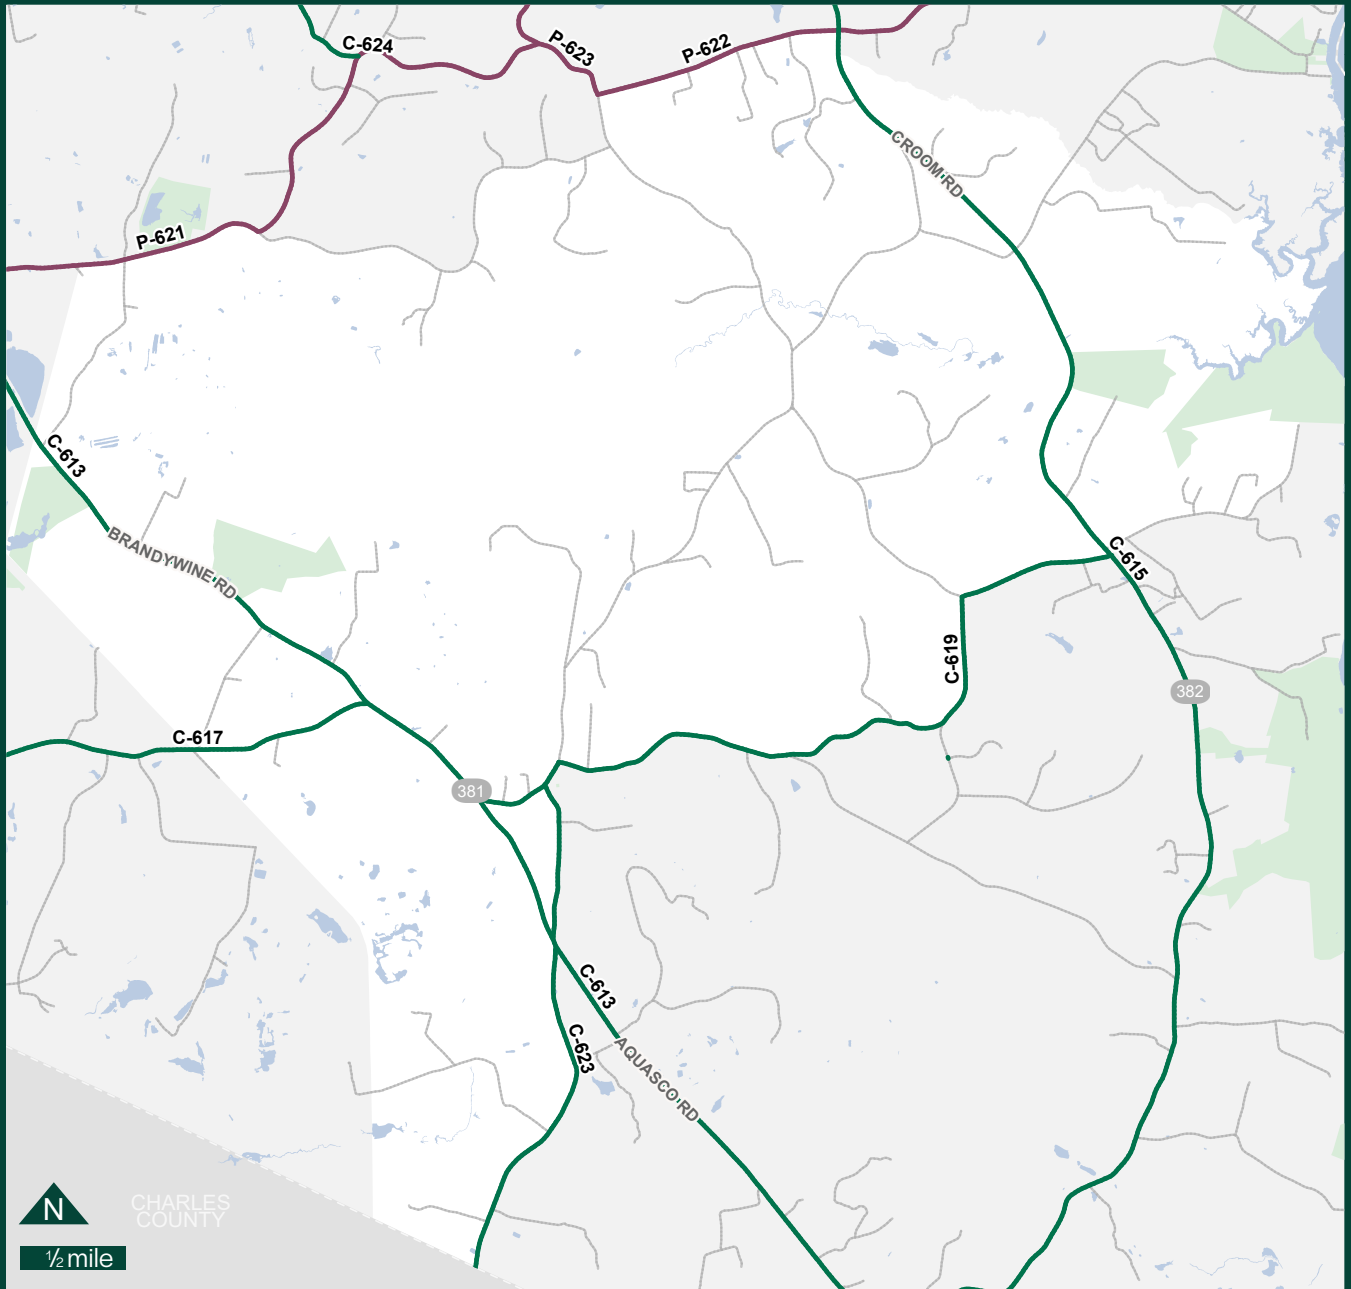 C-624
P-623
P-622
CROOM RD
P-621
C-613
BRANDYWINE RD
C-615
C-619
382
C-617
381
C-613
C-623
AQUASCO RD
N
CHARLES
COUNTY
½ mile